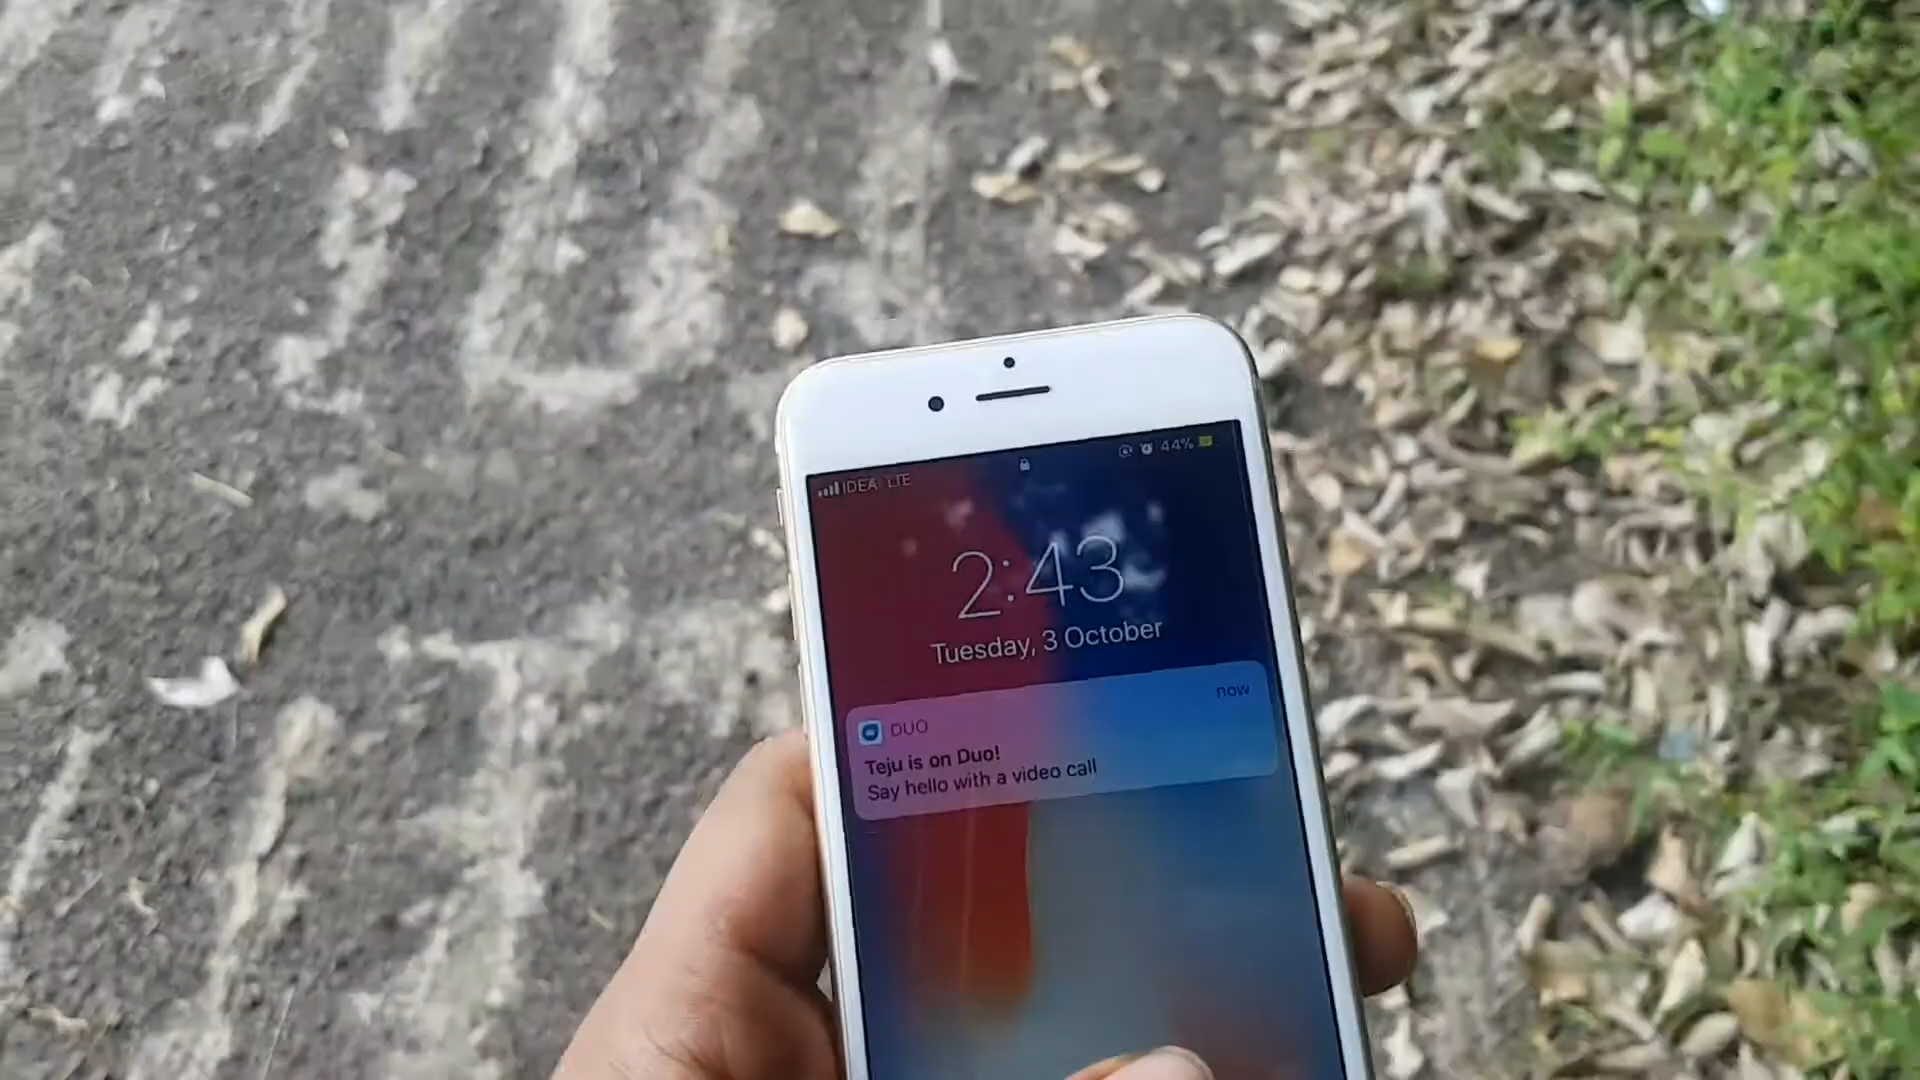 IDEA LTE
44%
2:43
Tuesday, 3 October
DUO
now
Teju is on Duo!
Say hello with a video call